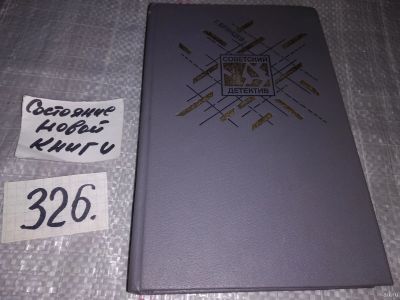 СОВЕТСКИЙ
ДЕТЕКТИВ
Состояние
новой
книги
326.